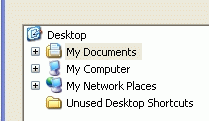 Desktop
My Documents
My Computer
My Network Places
Unused Desktop Shortcuts